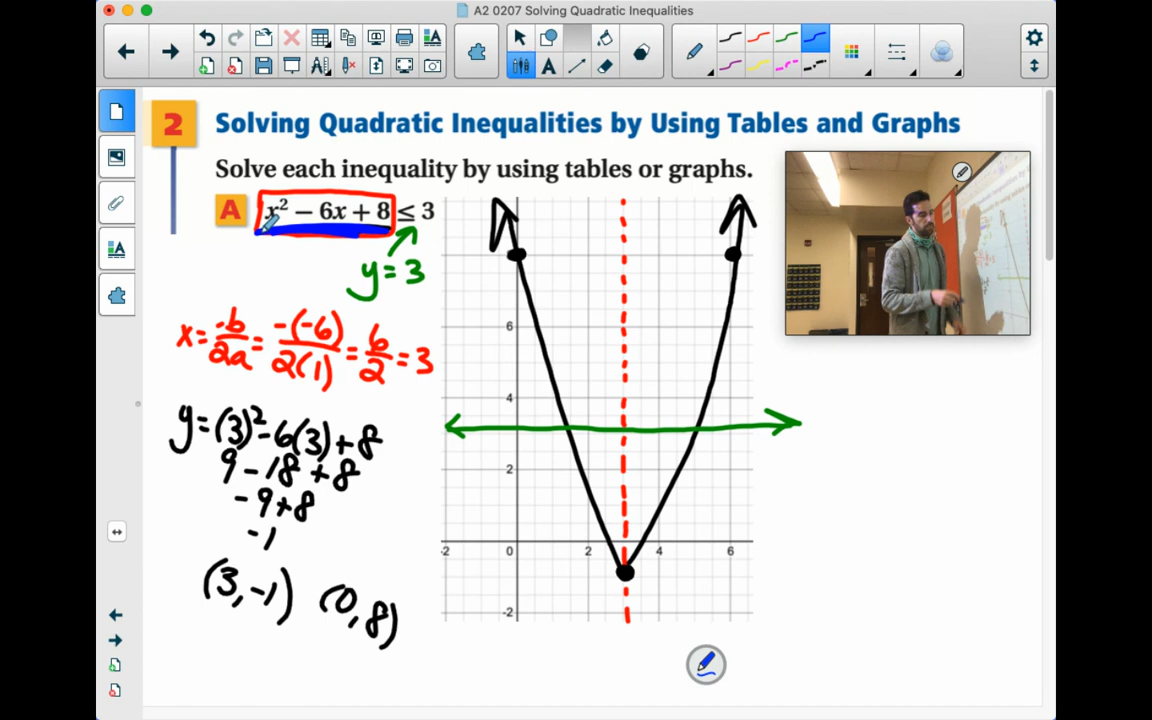 A2 0207 Solving Quadratic Inequalities
2 Solving Quadratic Inequalities by Using Tables and Graphs
Solve each inequality by using tables or graphs.
A x² − 6x + 8 ≤ 3
y = 3
x = -b/2a = -(-6)/2(1) = 6/2 = 3
y = (3)² - 6(3) + 8
9 - 18 + 8
-9 + 8
-1
(3, -1) (0, 8)
6
4
2
-2 0 2 4 6
-2